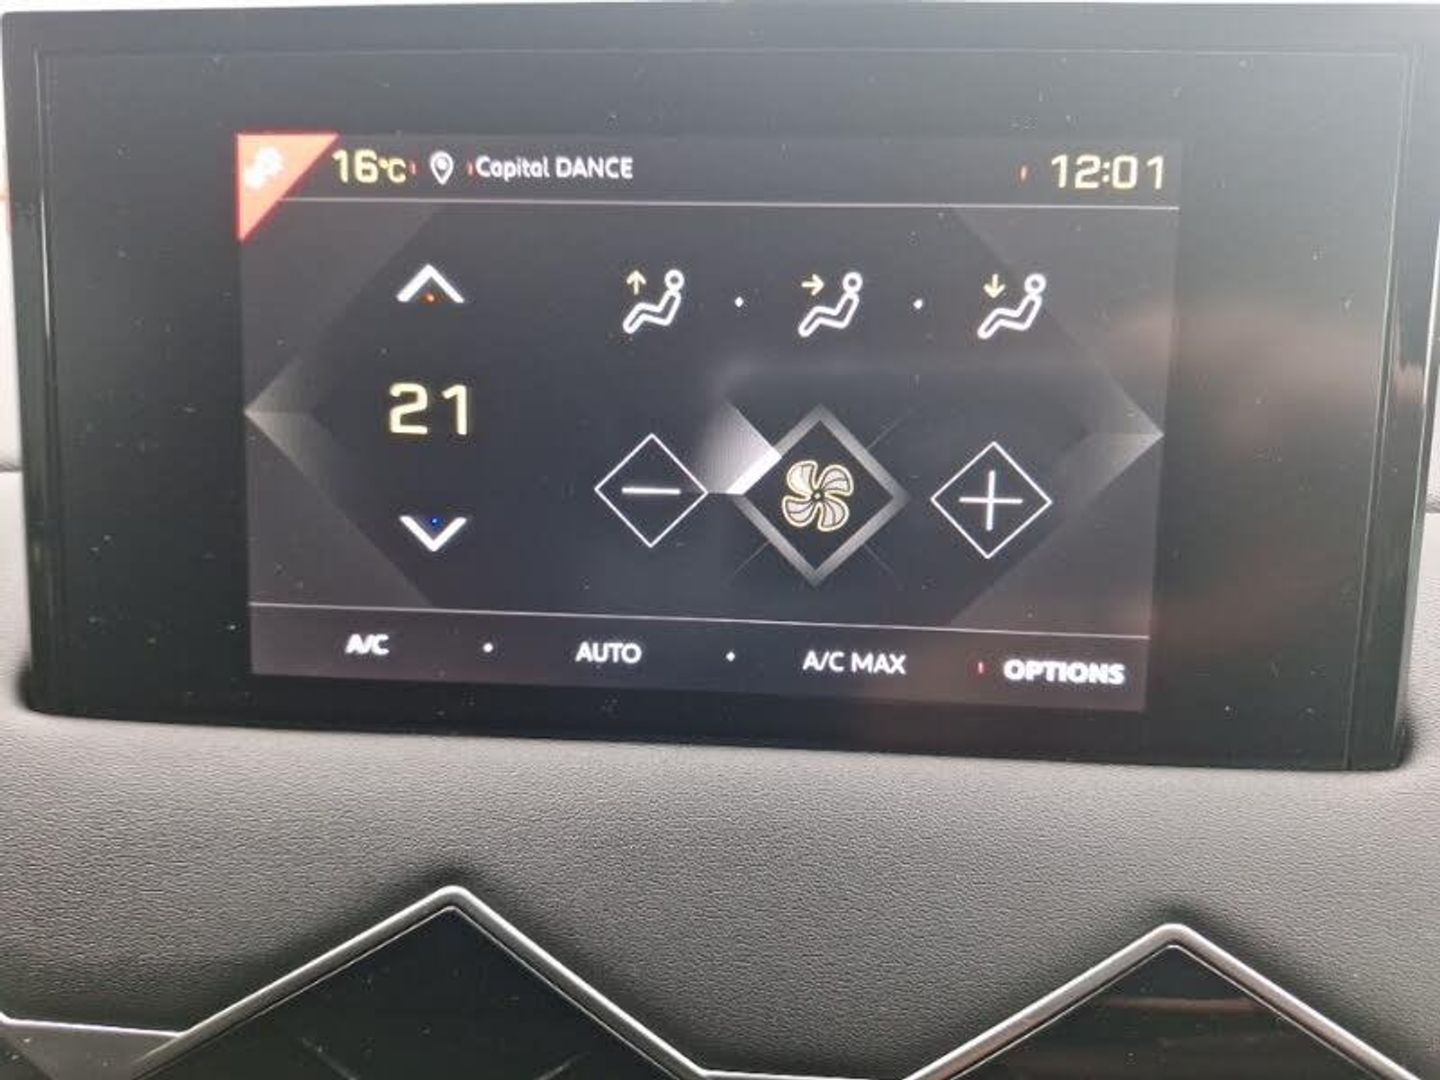 16°C Capital DANCE 12:01
21
A/C AUTO A/C MAX OPTIONS